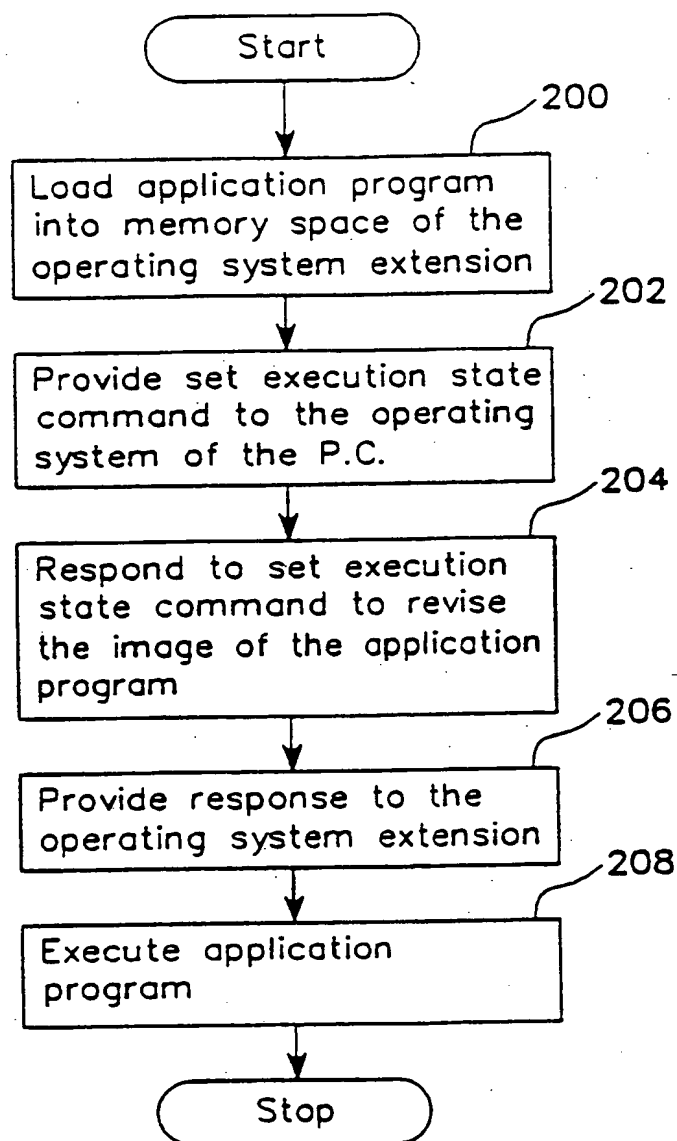 Start
200
Load application program
into memory space of the
operating system extension
202
Provide set execution state
command to the operating
system of the P.C.
204
Respond to set execution
state command to revise
the image of the application
program
206
Provide response to the
operating system extension
208
Execute application
program
Stop